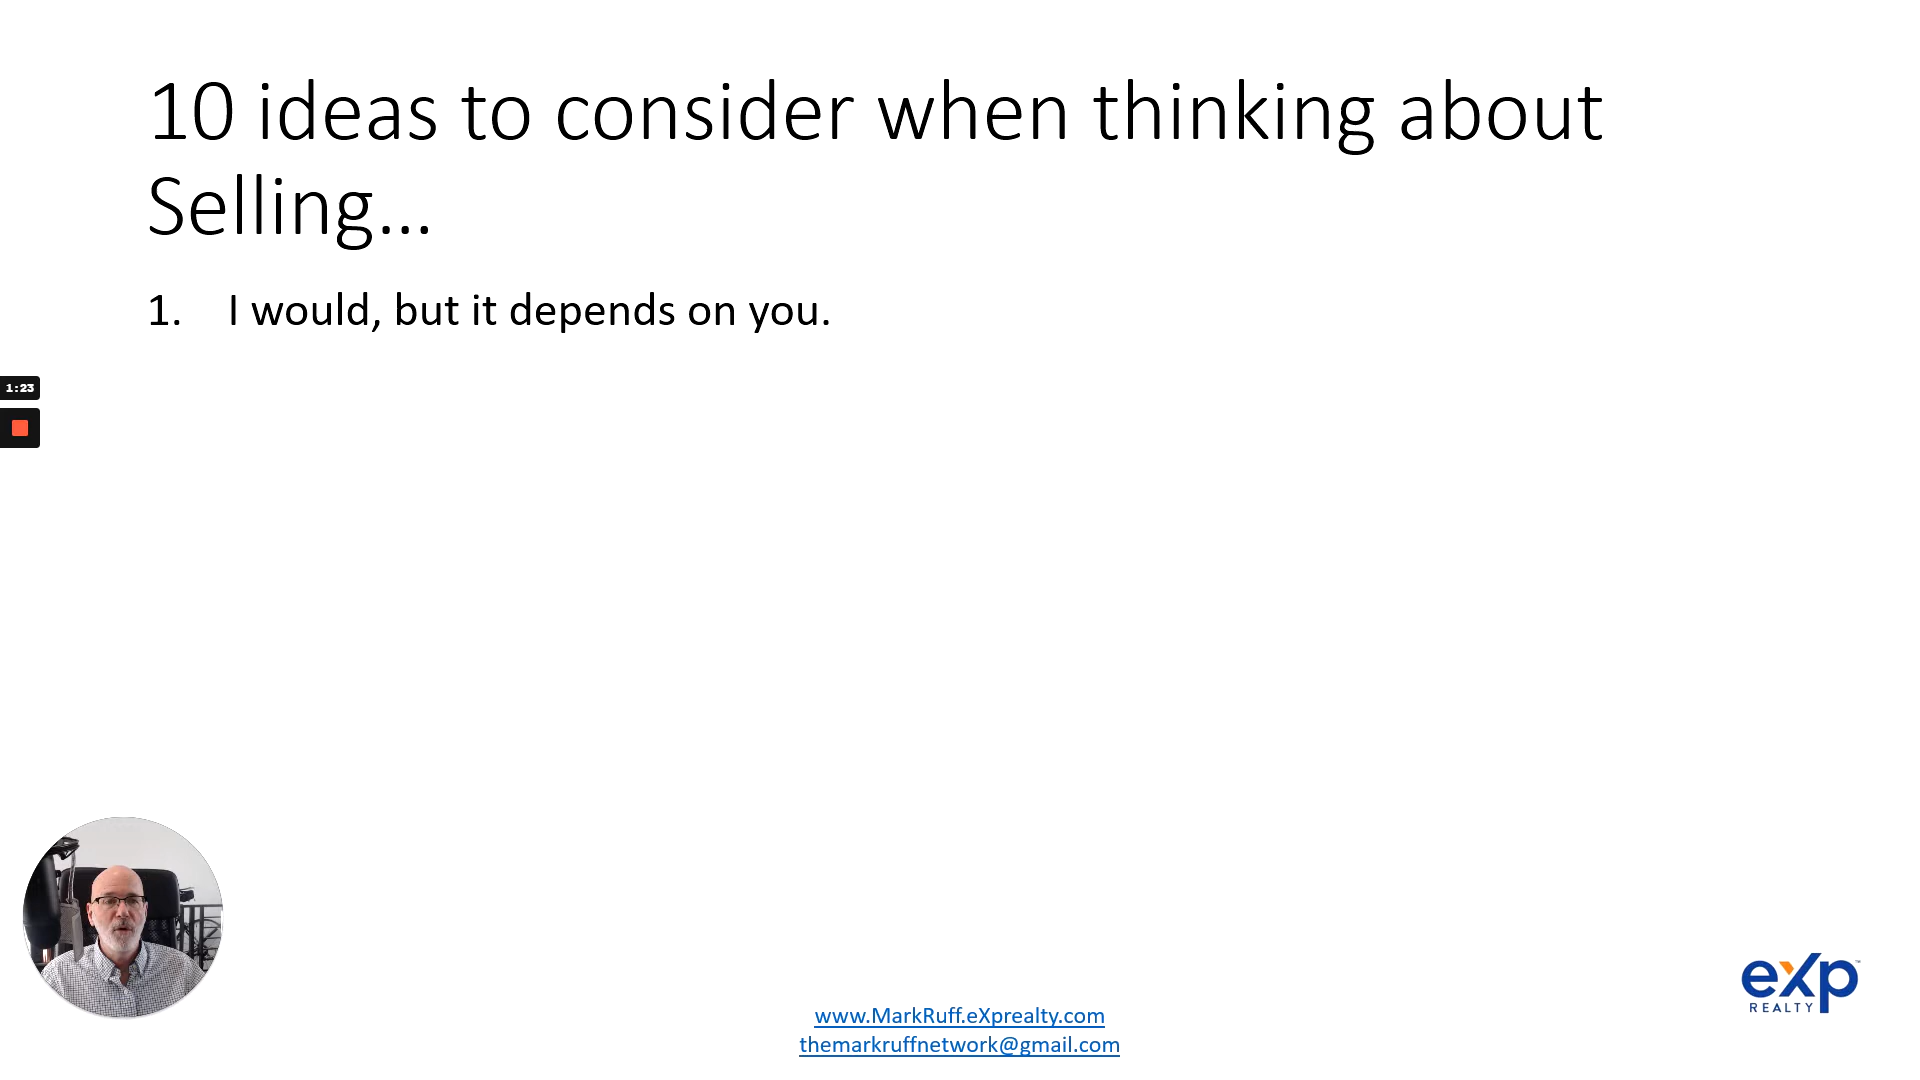 10 ideas to consider when thinking about
Selling…
1. I would, but it depends on you.
1:23
eXp™
REALTY
www.MarkRuff.eXprealty.com
themarkruffnetwork@gmail.com